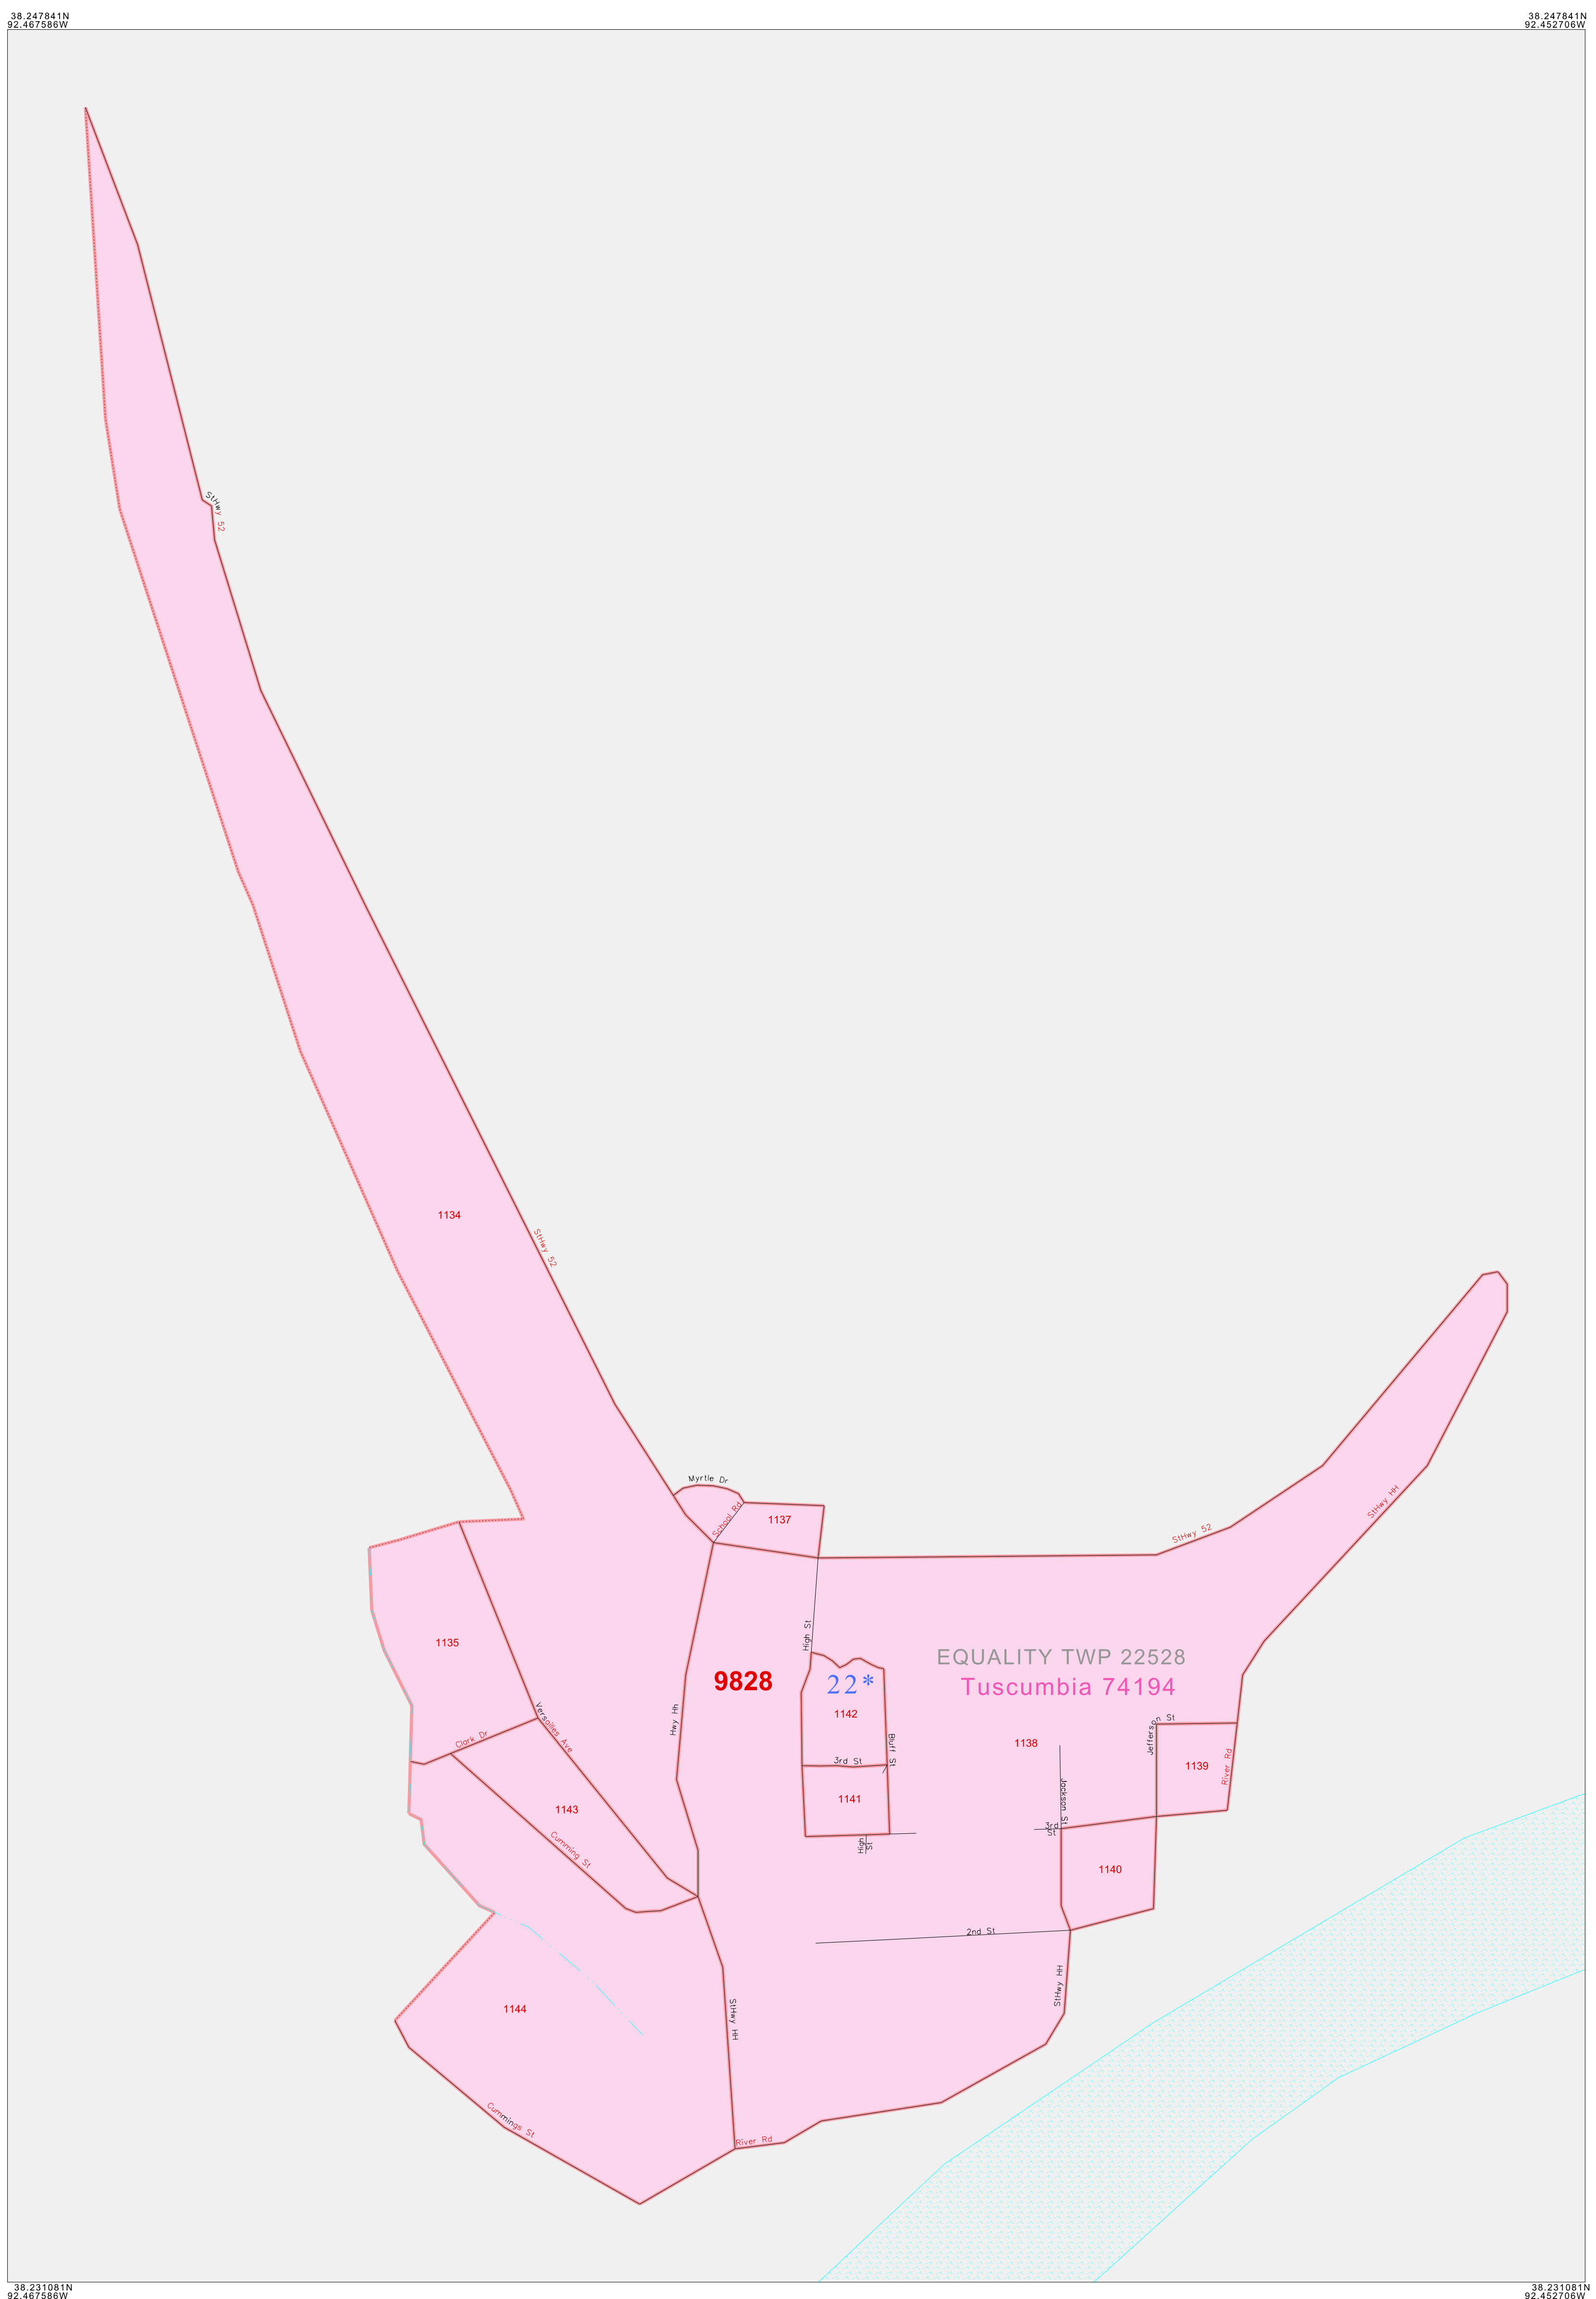 38.247841N
92.467586W
38.247841N
92.452706W
StHwy 52
1134
StHwy 52
Myrtle Dr
School Rd
1137
StHwy 52
StHwy HH
1135
High St
EQUALITY TWP 22528
9828
22*
Tuscumbia 74194
Hwy Hh
1142
Versailles Ave
Clark Dr
Bluff St
Jefferson St
1138
3rd St
1139
River Rd
1141
1143
Jackson St
3rd
St
Cumming St
High
St
1140
2nd St
StHwy HH
1144
StHwy HH
Cummings St
River Rd
38.231081N
92.467586W
38.231081N
92.452706W